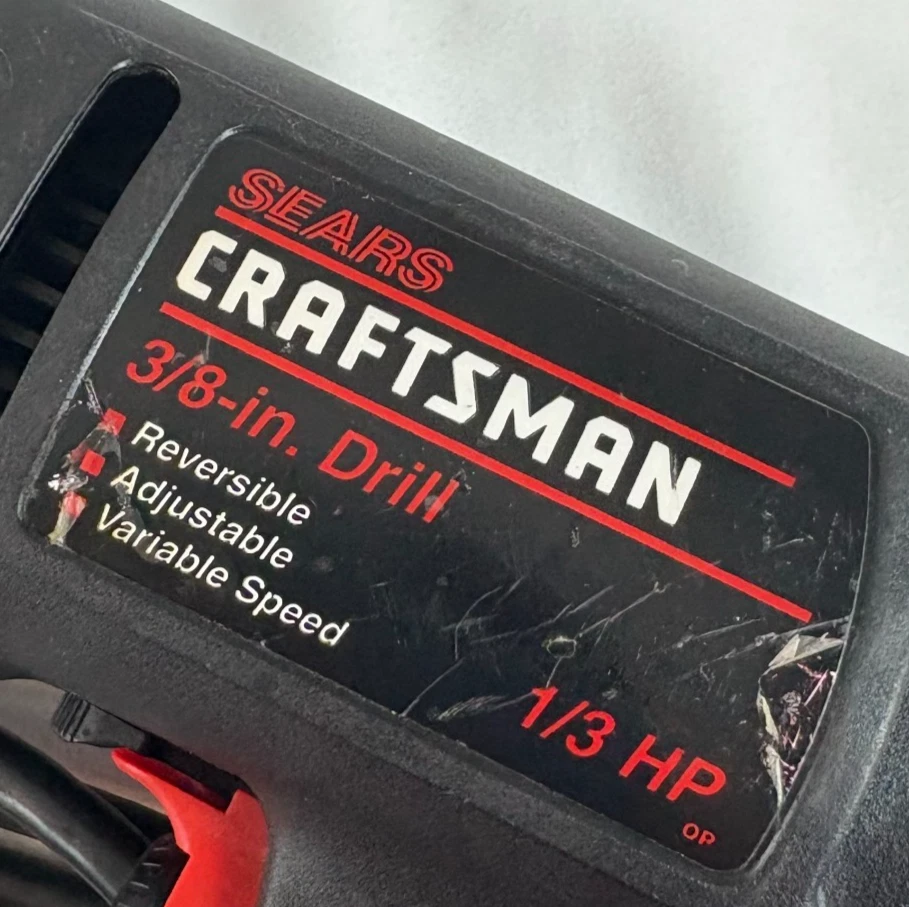 SEARS
CRAFTSMAN
3/8-in. Drill
Reversible
Adjustable
Variable Speed
1/3 HP
OP